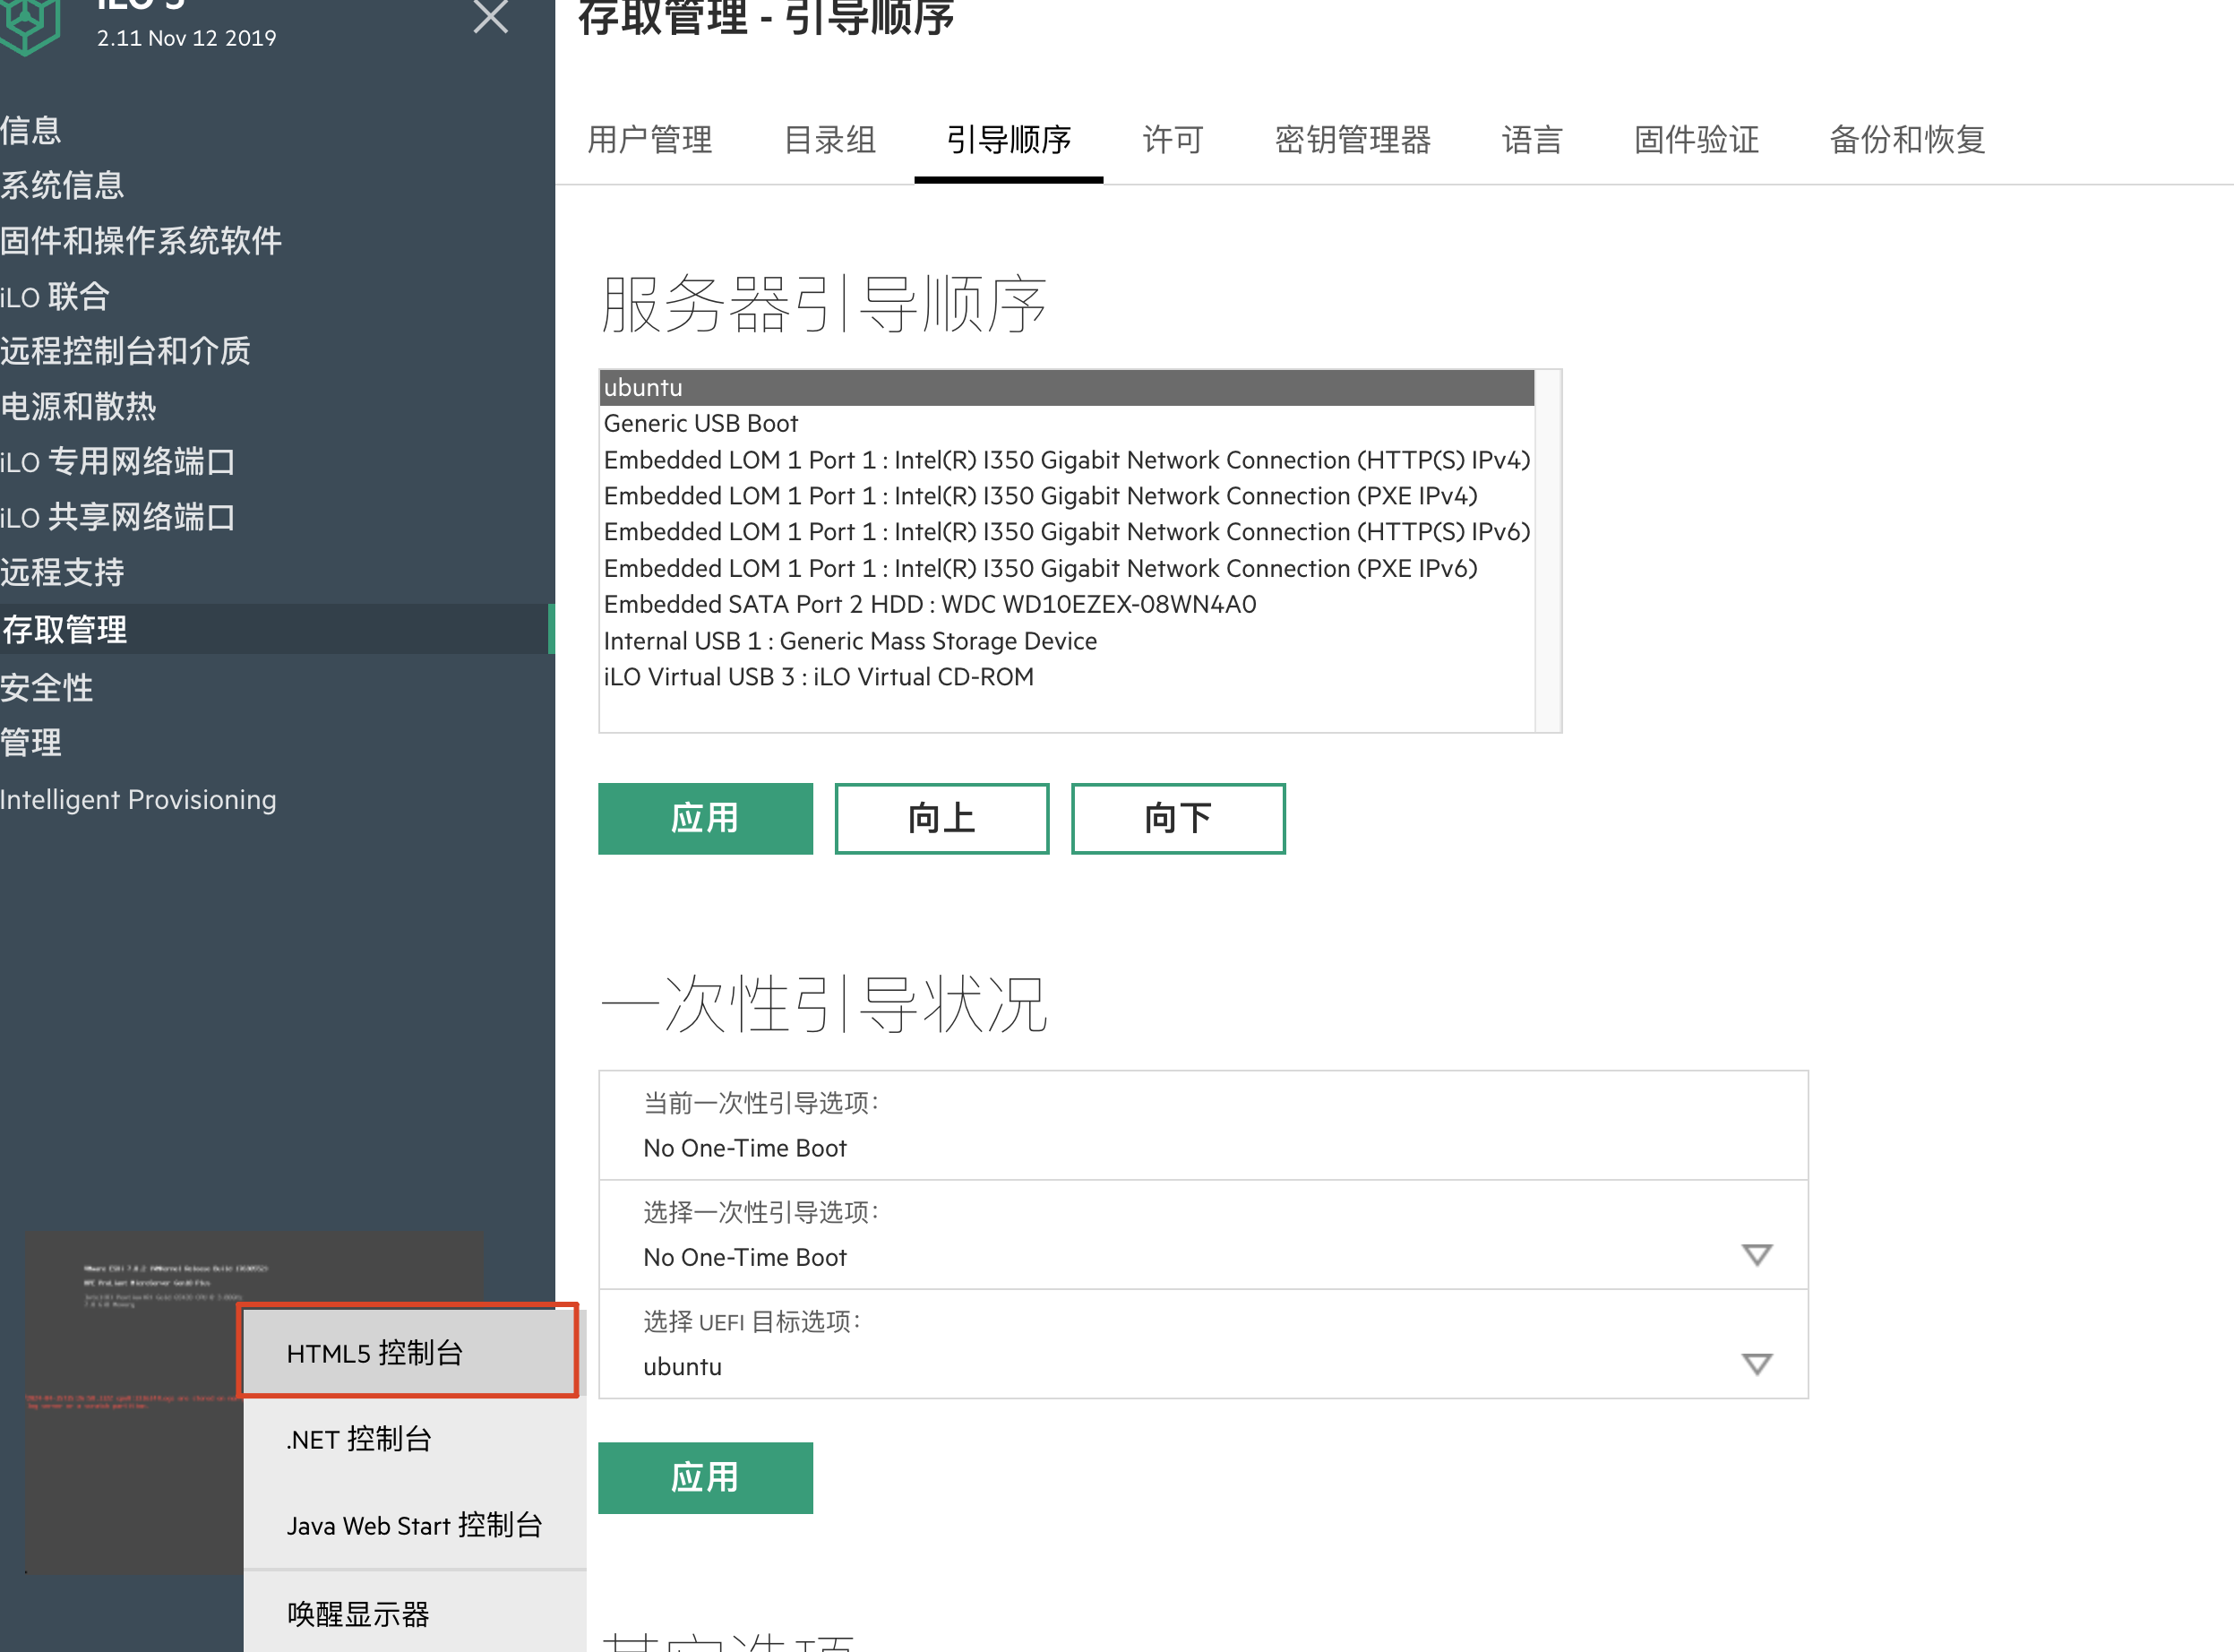 iLO 5
2.11 Nov 12 2019
信息
系统信息
固件和操作系统软件
iLO 联合
远程控制台和介质
电源和散热
iLO 专用网络端口
iLO 共享网络端口
远程支持
存取管理
安全性
管理
Intelligent Provisioning
HTML5 控制台
.NET 控制台
Java Web Start 控制台
唤醒显示器
存取管理 - 引导顺序
用户管理 目录组 引导顺序 许可 密钥管理器 语言 固件验证 备份和恢复
服务器引导顺序
ubuntu
Generic USB Boot
Embedded LOM 1 Port 1 : Intel(R) I350 Gigabit Network Connection (HTTP(S) IPv4)
Embedded LOM 1 Port 1 : Intel(R) I350 Gigabit Network Connection (PXE IPv4)
Embedded LOM 1 Port 1 : Intel(R) I350 Gigabit Network Connection (HTTP(S) IPv6)
Embedded LOM 1 Port 1 : Intel(R) I350 Gigabit Network Connection (PXE IPv6)
Embedded SATA Port 2 HDD : WDC WD10EZEX-08WN4A0
Internal USB 1 : Generic Mass Storage Device
iLO Virtual USB 3 : iLO Virtual CD-ROM
应用 向上 向下
一次性引导状况
当前一次性引导选项：
No One-Time Boot
选择一次性引导选项：
No One-Time Boot
选择 UEFI 目标选项：
ubuntu
应用
其它选项